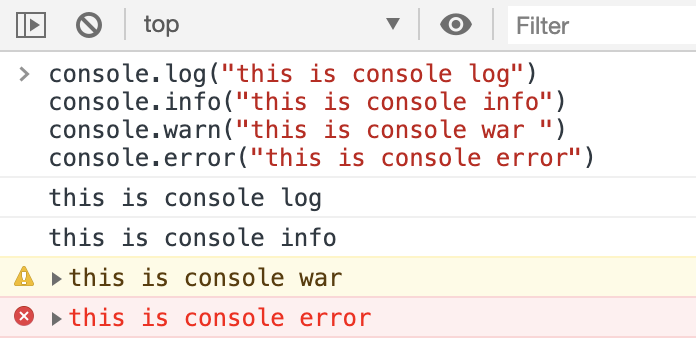 top
Filter
console.log("this is console log")
console.info("this is console info")
console.warn("this is console war ")
console.error("this is console error")
this is console log
this is console info
this is console war
this is console error